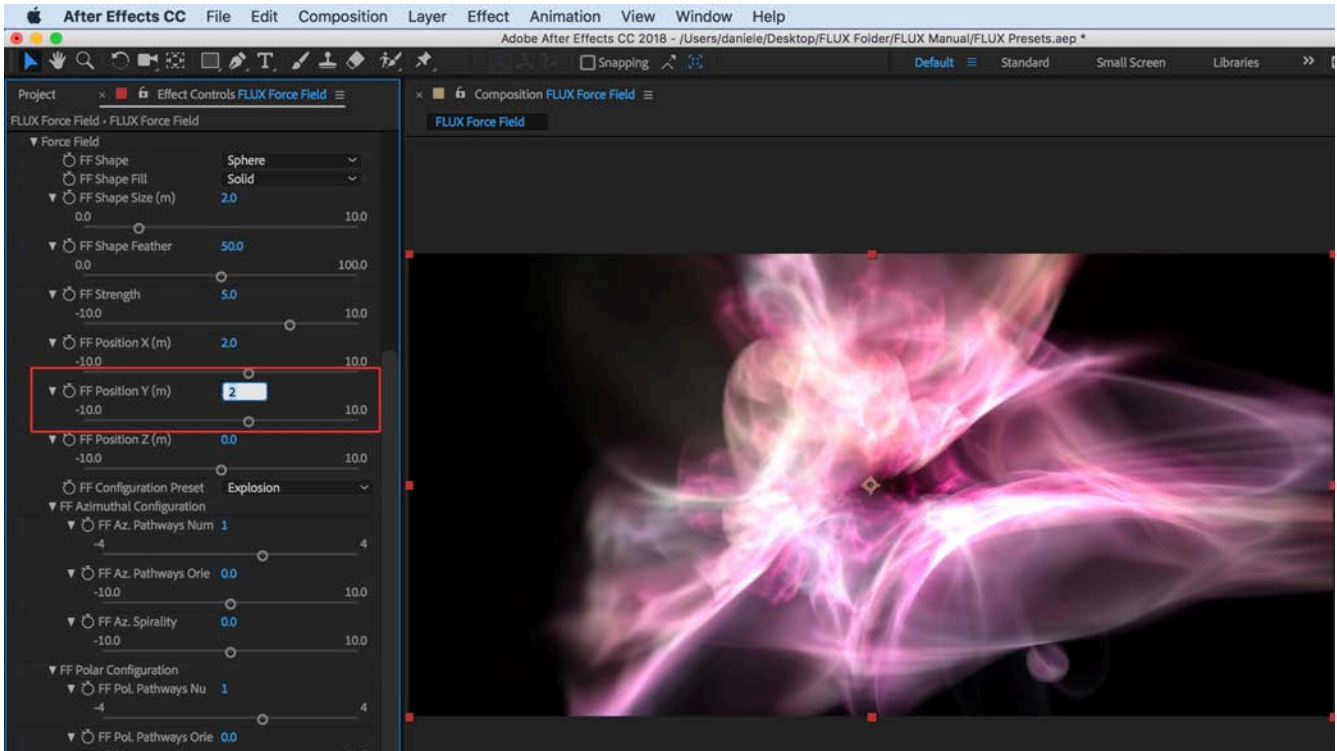 After Effects CC File Edit Composition Layer Effect Animation View Window Help
Adobe After Effects CC 2018 - /Users/daniele/Desktop/FLUX Folder/FLUX Manual/FLUX Presets.aep *
T Snapping Default Standard Small Screen Libraries »
Project × Effect Controls FLUX Force Field × Composition FLUX Force Field
FLUX Force Field • FLUX Force Field
FLUX Force Field
Force Field
FF Shape Sphere
FF Shape Fill Solid
FF Shape Size (m) 2.0
0.0 10.0
FF Shape Feather 50.0
0.0 100.0
FF Strength 5.0
-10.0 10.0
FF Position X (m) 2.0
-10.0 10.0
FF Position Y (m) 2
-10.0 10.0
FF Position Z (m) 0.0
-10.0 10.0
FF Configuration Preset Explosion
FF Azimuthal Configuration
FF Az. Pathways Num 1
-4 4
FF Az. Pathways Orie 0.0
-10.0 10.0
FF Az. Spirality 0.0
-10.0 10.0
FF Polar Configuration
FF Pol. Pathways Nu 1
-4 4
FF Pol. Pathways Orie 0.0